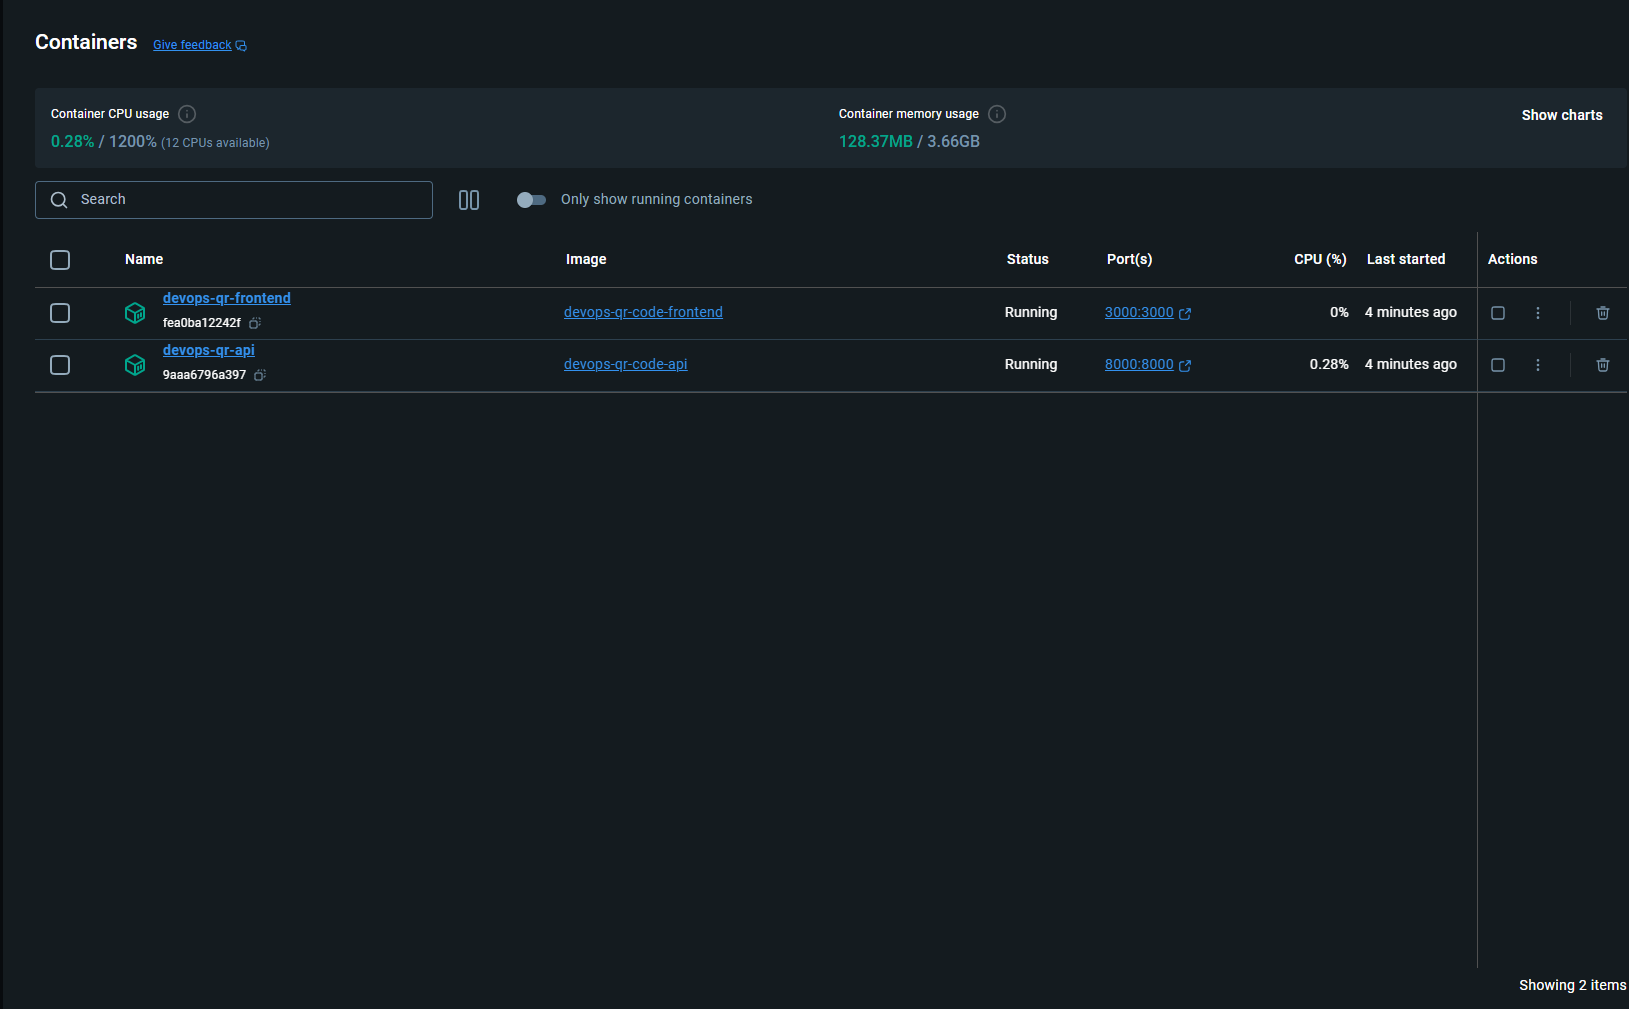 Containers Give feedback
Container CPU usage
0.28% / 1200% (12 CPUs available)
Container memory usage
128.37MB / 3.66GB
Show charts
Search
Only show running containers
Name Image Status Port(s) CPU (%) Last started Actions
devops-qr-frontend
fea0ba12242f
devops-qr-code-frontend Running 3000:3000 0% 4 minutes ago
devops-qr-api
9aaa6796a397
devops-qr-code-api Running 8000:8000 0.28% 4 minutes ago
Showing 2 items